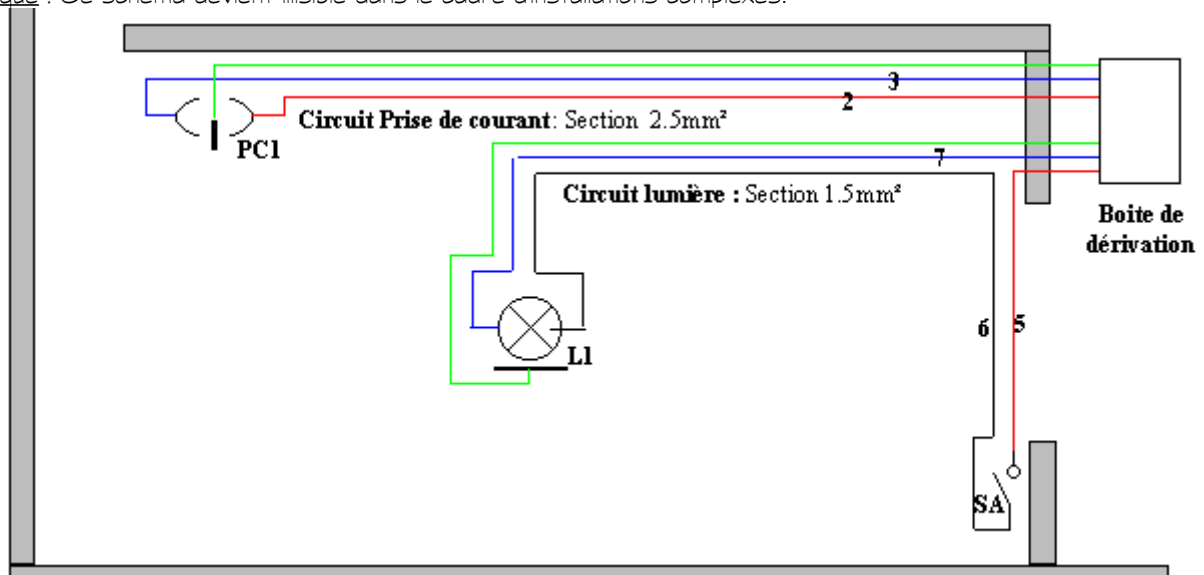 : Ce schéma devient illisible dans le cadre d'installations complexes.
3
2
Circuit Prise de courant: Section 2.5mm²
PC1
7
Circuit lumière : Section 1.5mm²
Boite de
dérivation
6
5
L1
SA